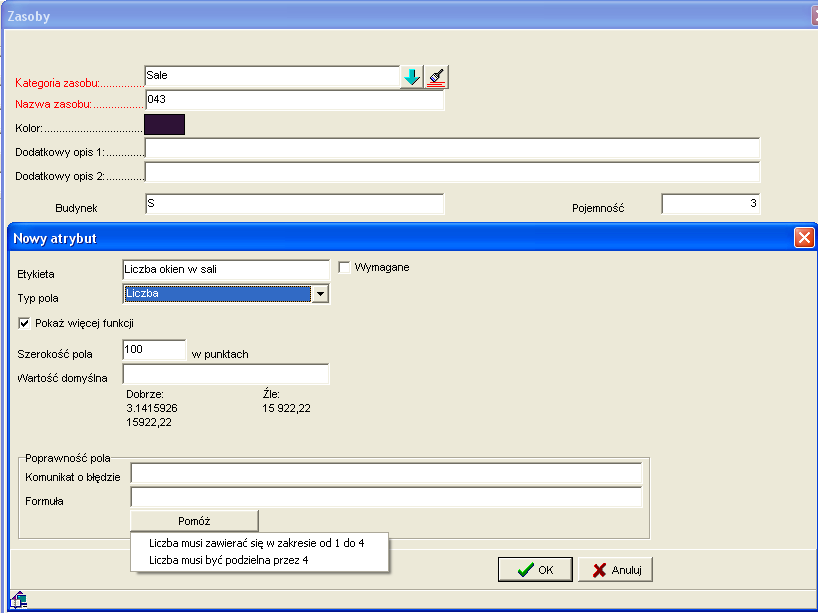 Zasoby
Kategoria zasobu:
Sale
Nazwa zasobu:
043
Kolor:
Dodatkowy opis 1:
Dodatkowy opis 2:
Budynek
S
Pojemność
3
Nowy atrybut
Etykieta
Liczba okien w sali
Wymagane
Typ pola
Liczba
Pokaż więcej funkcji
Szerokość pola
100
w punktach
Wartość domyślna
Dobrze:
Źle:
3.1415926
15 922,22
15922,22
Poprawność pola
Komunikat o błędzie
Formuła
Pomóż
Liczba musi zawierać się w zakresie od 1 do 4
Liczba musi być podzielna przez 4
OK
Anuluj